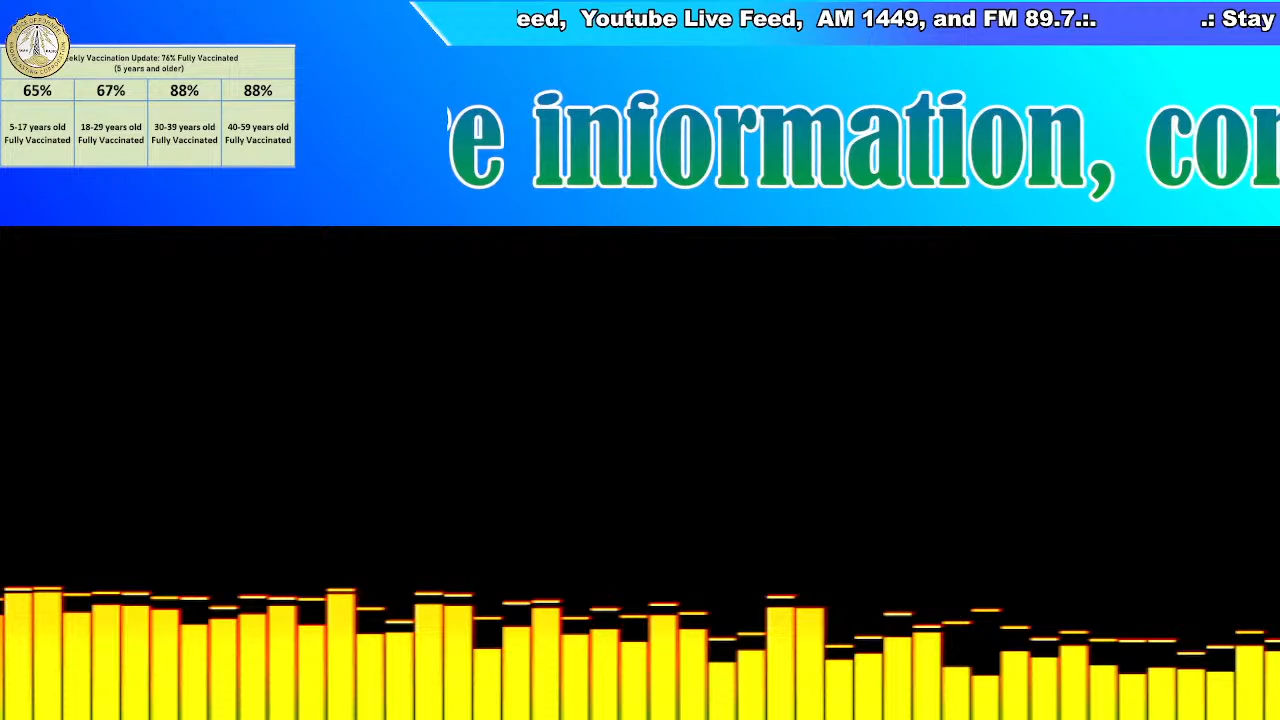 eed, Youtube Live Feed, AM 1449, and FM 89.7.:. .: Stay
ekly Vaccination Update: 76% Fully Vaccinated
(5 years and older)
65% 67% 88% 88%
5-17 years old 18-29 years old 30-39 years old 40-59 years old
Fully Vaccinated Fully Vaccinated Fully Vaccinated Fully Vaccinated
e information, con